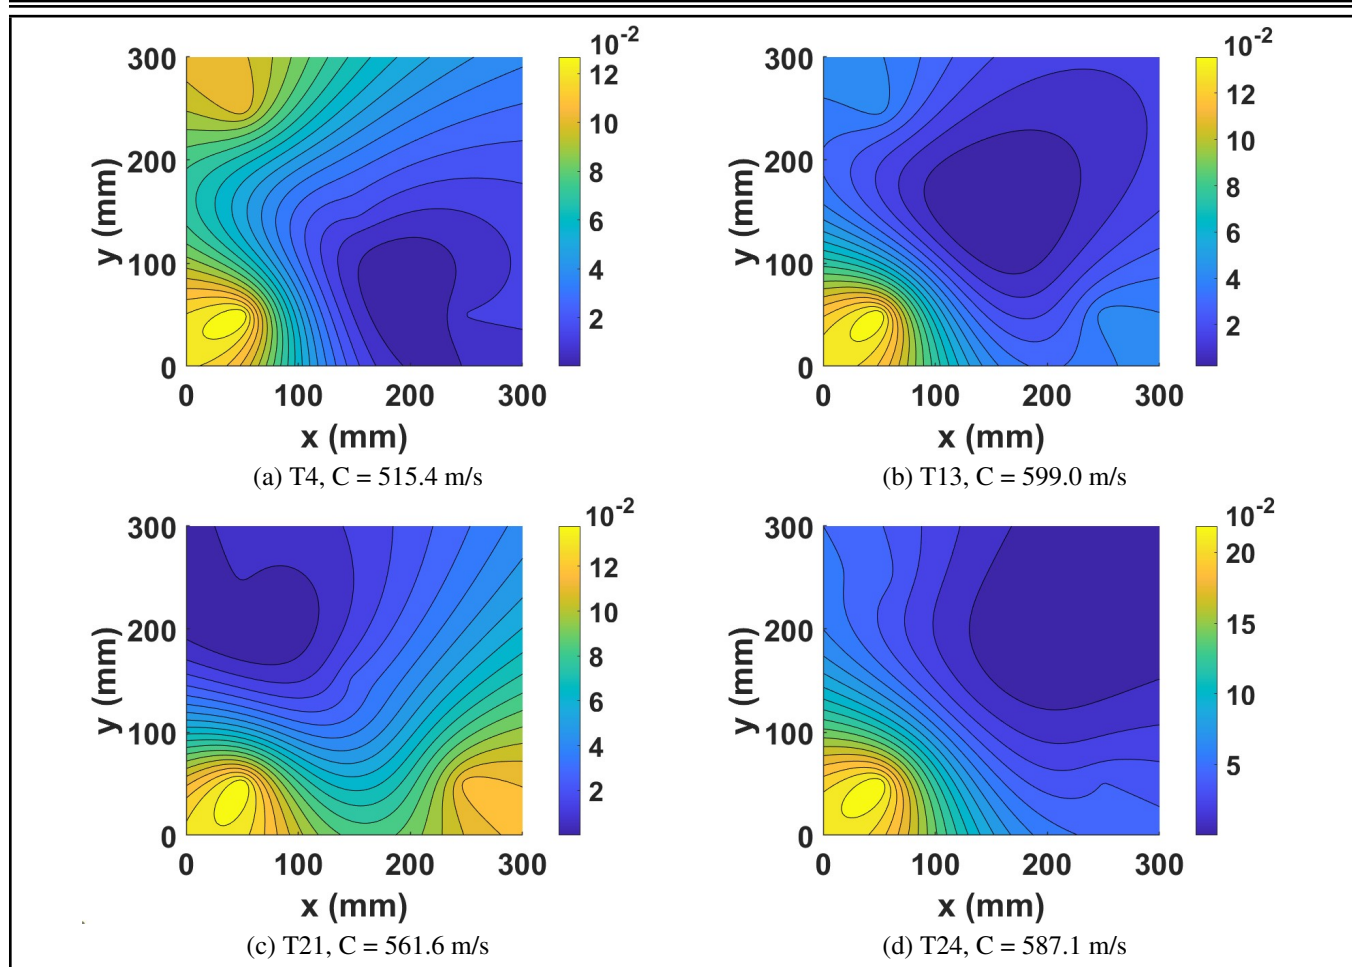 10-2
10-2
300
200
100
0
y (mm)
0 100 200 300
x (mm)
12
10
8
6
4
2
300
200
100
0
y (mm)
0 100 200 300
x (mm)
12
10
8
6
4
2
(a) T4, C = 515.4 m/s
(b) T13, C = 599.0 m/s
10-2
10-2
300
200
100
0
y (mm)
0 100 200 300
x (mm)
12
10
8
6
4
2
300
200
100
0
y (mm)
0 100 200 300
x (mm)
20
15
10
5
(c) T21, C = 561.6 m/s
(d) T24, C = 587.1 m/s